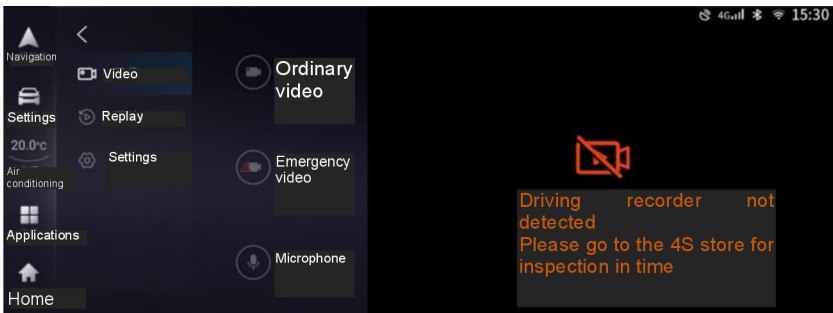 4G 15:30
Navigation
Settings
20.0°c
Air
conditioning
Applications
Home
Video
Replay
Settings
Ordinary
video
Emergency
video
Microphone
Driving recorder not
detected
Please go to the 4S store for
inspection in time